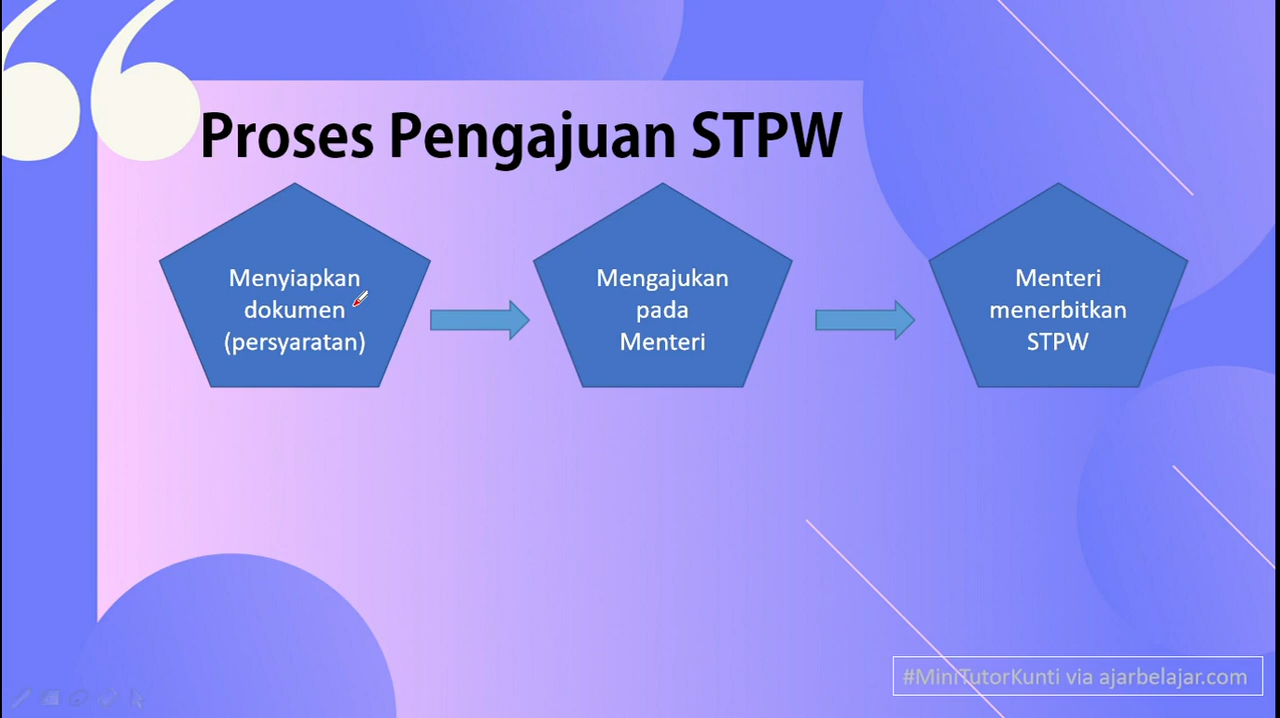 Proses Pengajuan STPW
Menyiapkan
dokumen
(persyaratan)
Mengajukan
pada
Menteri
Menteri
menerbitkan
STPW
#MiniTutorKunti via ajarbelajar.com